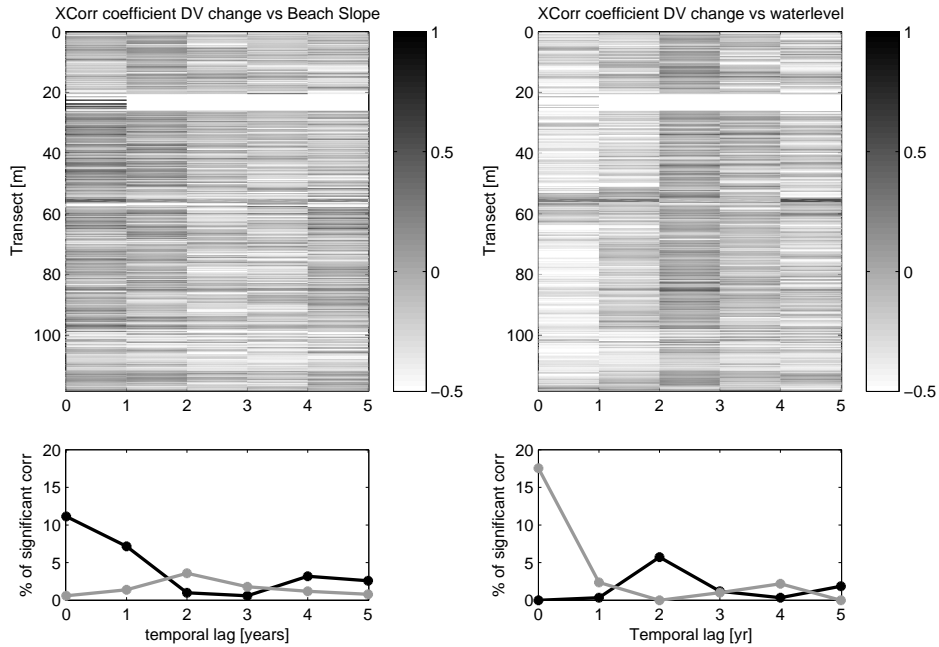 XCorr coefficient DV change vs Beach Slope
XCorr coefficient DV change vs waterlevel
0
20
40
60
80
100
Transect [m]
0 1 2 3 4 5
1
0.5
0
−0.5
0
20
40
60
80
100
Transect [m]
0 1 2 3 4 5
1
0.5
0
−0.5
20
15
10
5
0
% of significant corr
0 1 2 3 4 5
temporal lag [years]
20
15
10
5
0
% of significant corr
0 1 2 3 4 5
Temporal lag [yr]